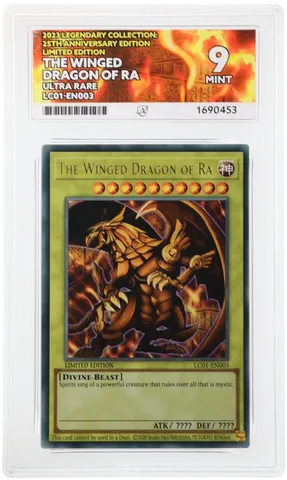 2023 LEGENDARY COLLECTION:
25TH ANNIVERSARY EDITION
LIMITED EDITION
THE WINGED
DRAGON OF RA
ULTRA RARE
LC01-EN003
9
MINT
1690453
THE WINGED DRAGON OF RA
神
LIMITED EDITION
LC01-EN003
[DIVINE-BEAST]
Spirits sing of a powerful creature that rules over all that is mystic.
ATK/ ???? DEF/ ????
This card cannot be used in a Duel.